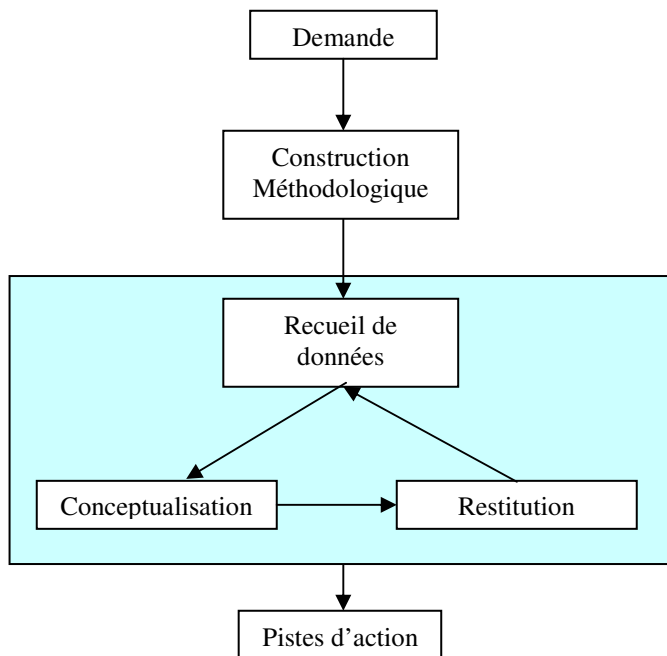 Demande
Construction
Méthodologique
Recueil de
données
Conceptualisation
Restitution
Pistes d’action